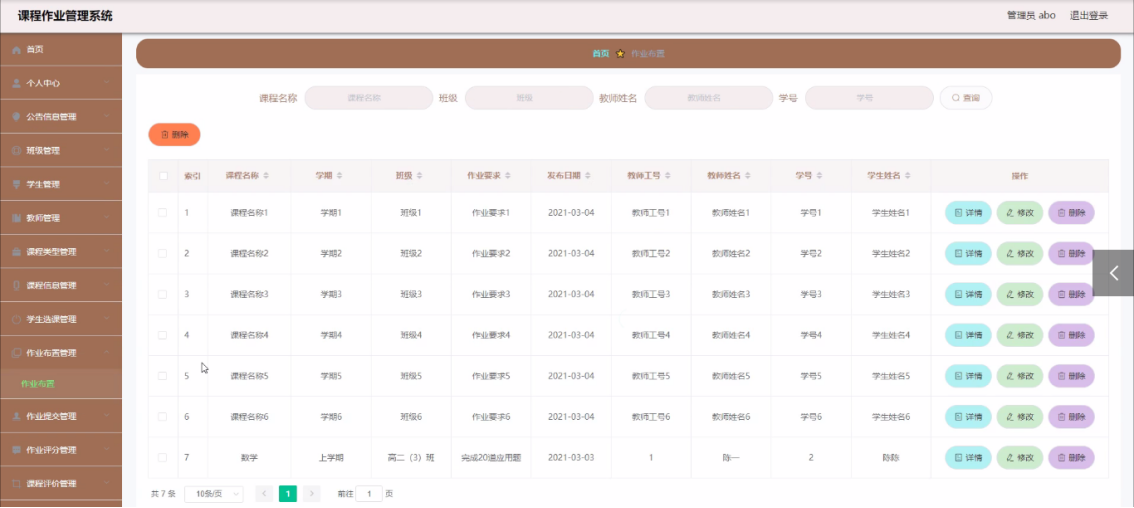 课程作业管理系统 管理员 abo 退出登录
首页
个人中心
公告信息管理
班级管理
学生管理
教师管理
课程类型管理
课程信息管理
学生选课管理
作业布置管理
作业布置
作业提交管理
作业评分管理
课程评价管理
首页 作业布置
课程名称 课程名称 班级 班级 教师姓名 教师姓名 学号 学号 查询
删除
索引 课程名称 学期 班级 作业要求 发布日期 教师工号 教师姓名 学号 学生姓名 操作
1 课程名称1 学期1 班级1 作业要求1 2021-03-04 教师工号1 教师姓名1 学号1 学生姓名1 详情 修改 删除
2 课程名称2 学期2 班级2 作业要求2 2021-03-04 教师工号2 教师姓名2 学号2 学生姓名2 详情 修改 删除
3 课程名称3 学期3 班级3 作业要求3 2021-03-04 教师工号3 教师姓名3 学号3 学生姓名3 详情 修改 删除
4 课程名称4 学期4 班级4 作业要求4 2021-03-04 教师工号4 教师姓名4 学号4 学生姓名4 详情 修改 删除
5 课程名称5 学期5 班级5 作业要求5 2021-03-04 教师工号5 教师姓名5 学号5 学生姓名5 详情 修改 删除
6 课程名称6 学期6 班级6 作业要求6 2021-03-04 教师工号6 教师姓名6 学号6 学生姓名6 详情 修改 删除
7 数学 上学期 高二（3）班 完成20道应用题 2021-03-03 1 陈一 2 陈陈 详情 修改 删除
共 7 条 10条/页 1 前往 1 页